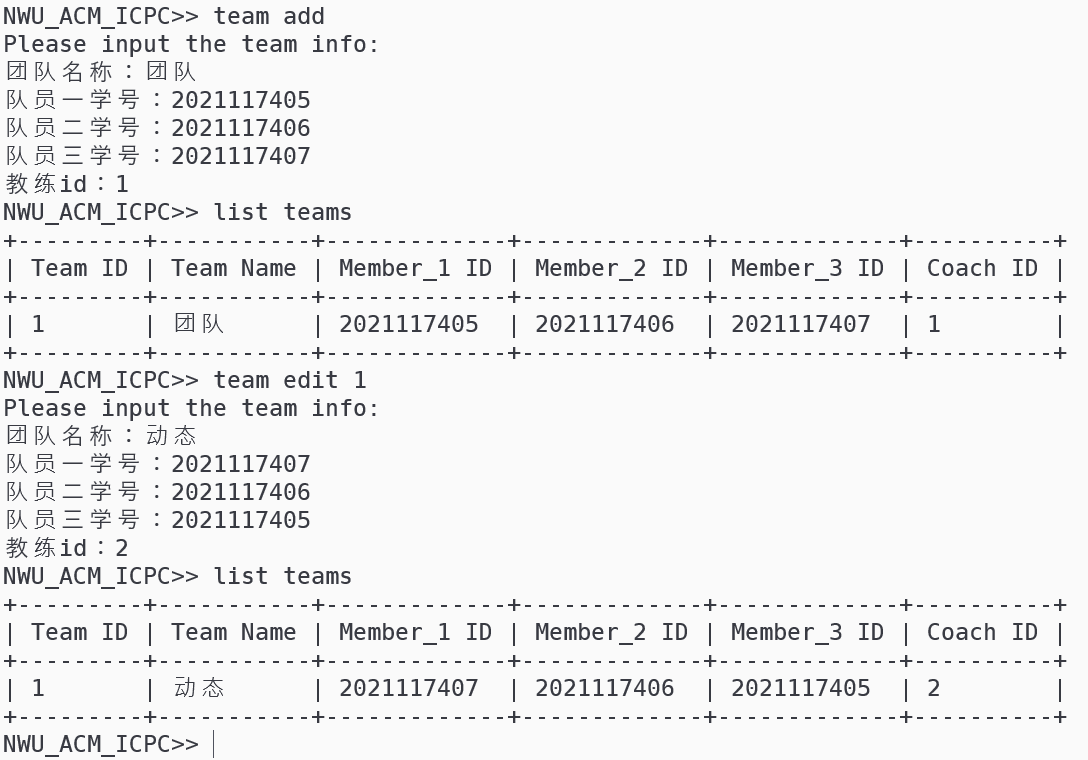 NWU_ACM_ICPC>> team add
Please input the team info:
团队名称：团队
队员一学号：2021117405
队员二学号：2021117406
队员三学号：2021117407
教练id：1
NWU_ACM_ICPC>> list teams
+---------+-----------+-------------+-------------+-------------+----------+
| Team ID | Team Name | Member_1 ID | Member_2 ID | Member_3 ID | Coach ID |
+---------+-----------+-------------+-------------+-------------+----------+
| 1       | 团队      | 2021117405  | 2021117406  | 2021117407  | 1        |
+---------+-----------+-------------+-------------+-------------+----------+
NWU_ACM_ICPC>> team edit 1
Please input the team info:
团队名称：动态
队员一学号：2021117407
队员二学号：2021117406
队员三学号：2021117405
教练id：2
NWU_ACM_ICPC>> list teams
+---------+-----------+-------------+-------------+-------------+----------+
| Team ID | Team Name | Member_1 ID | Member_2 ID | Member_3 ID | Coach ID |
+---------+-----------+-------------+-------------+-------------+----------+
| 1       | 动态      | 2021117407  | 2021117406  | 2021117405  | 2        |
+---------+-----------+-------------+-------------+-------------+----------+
NWU_ACM_ICPC>>